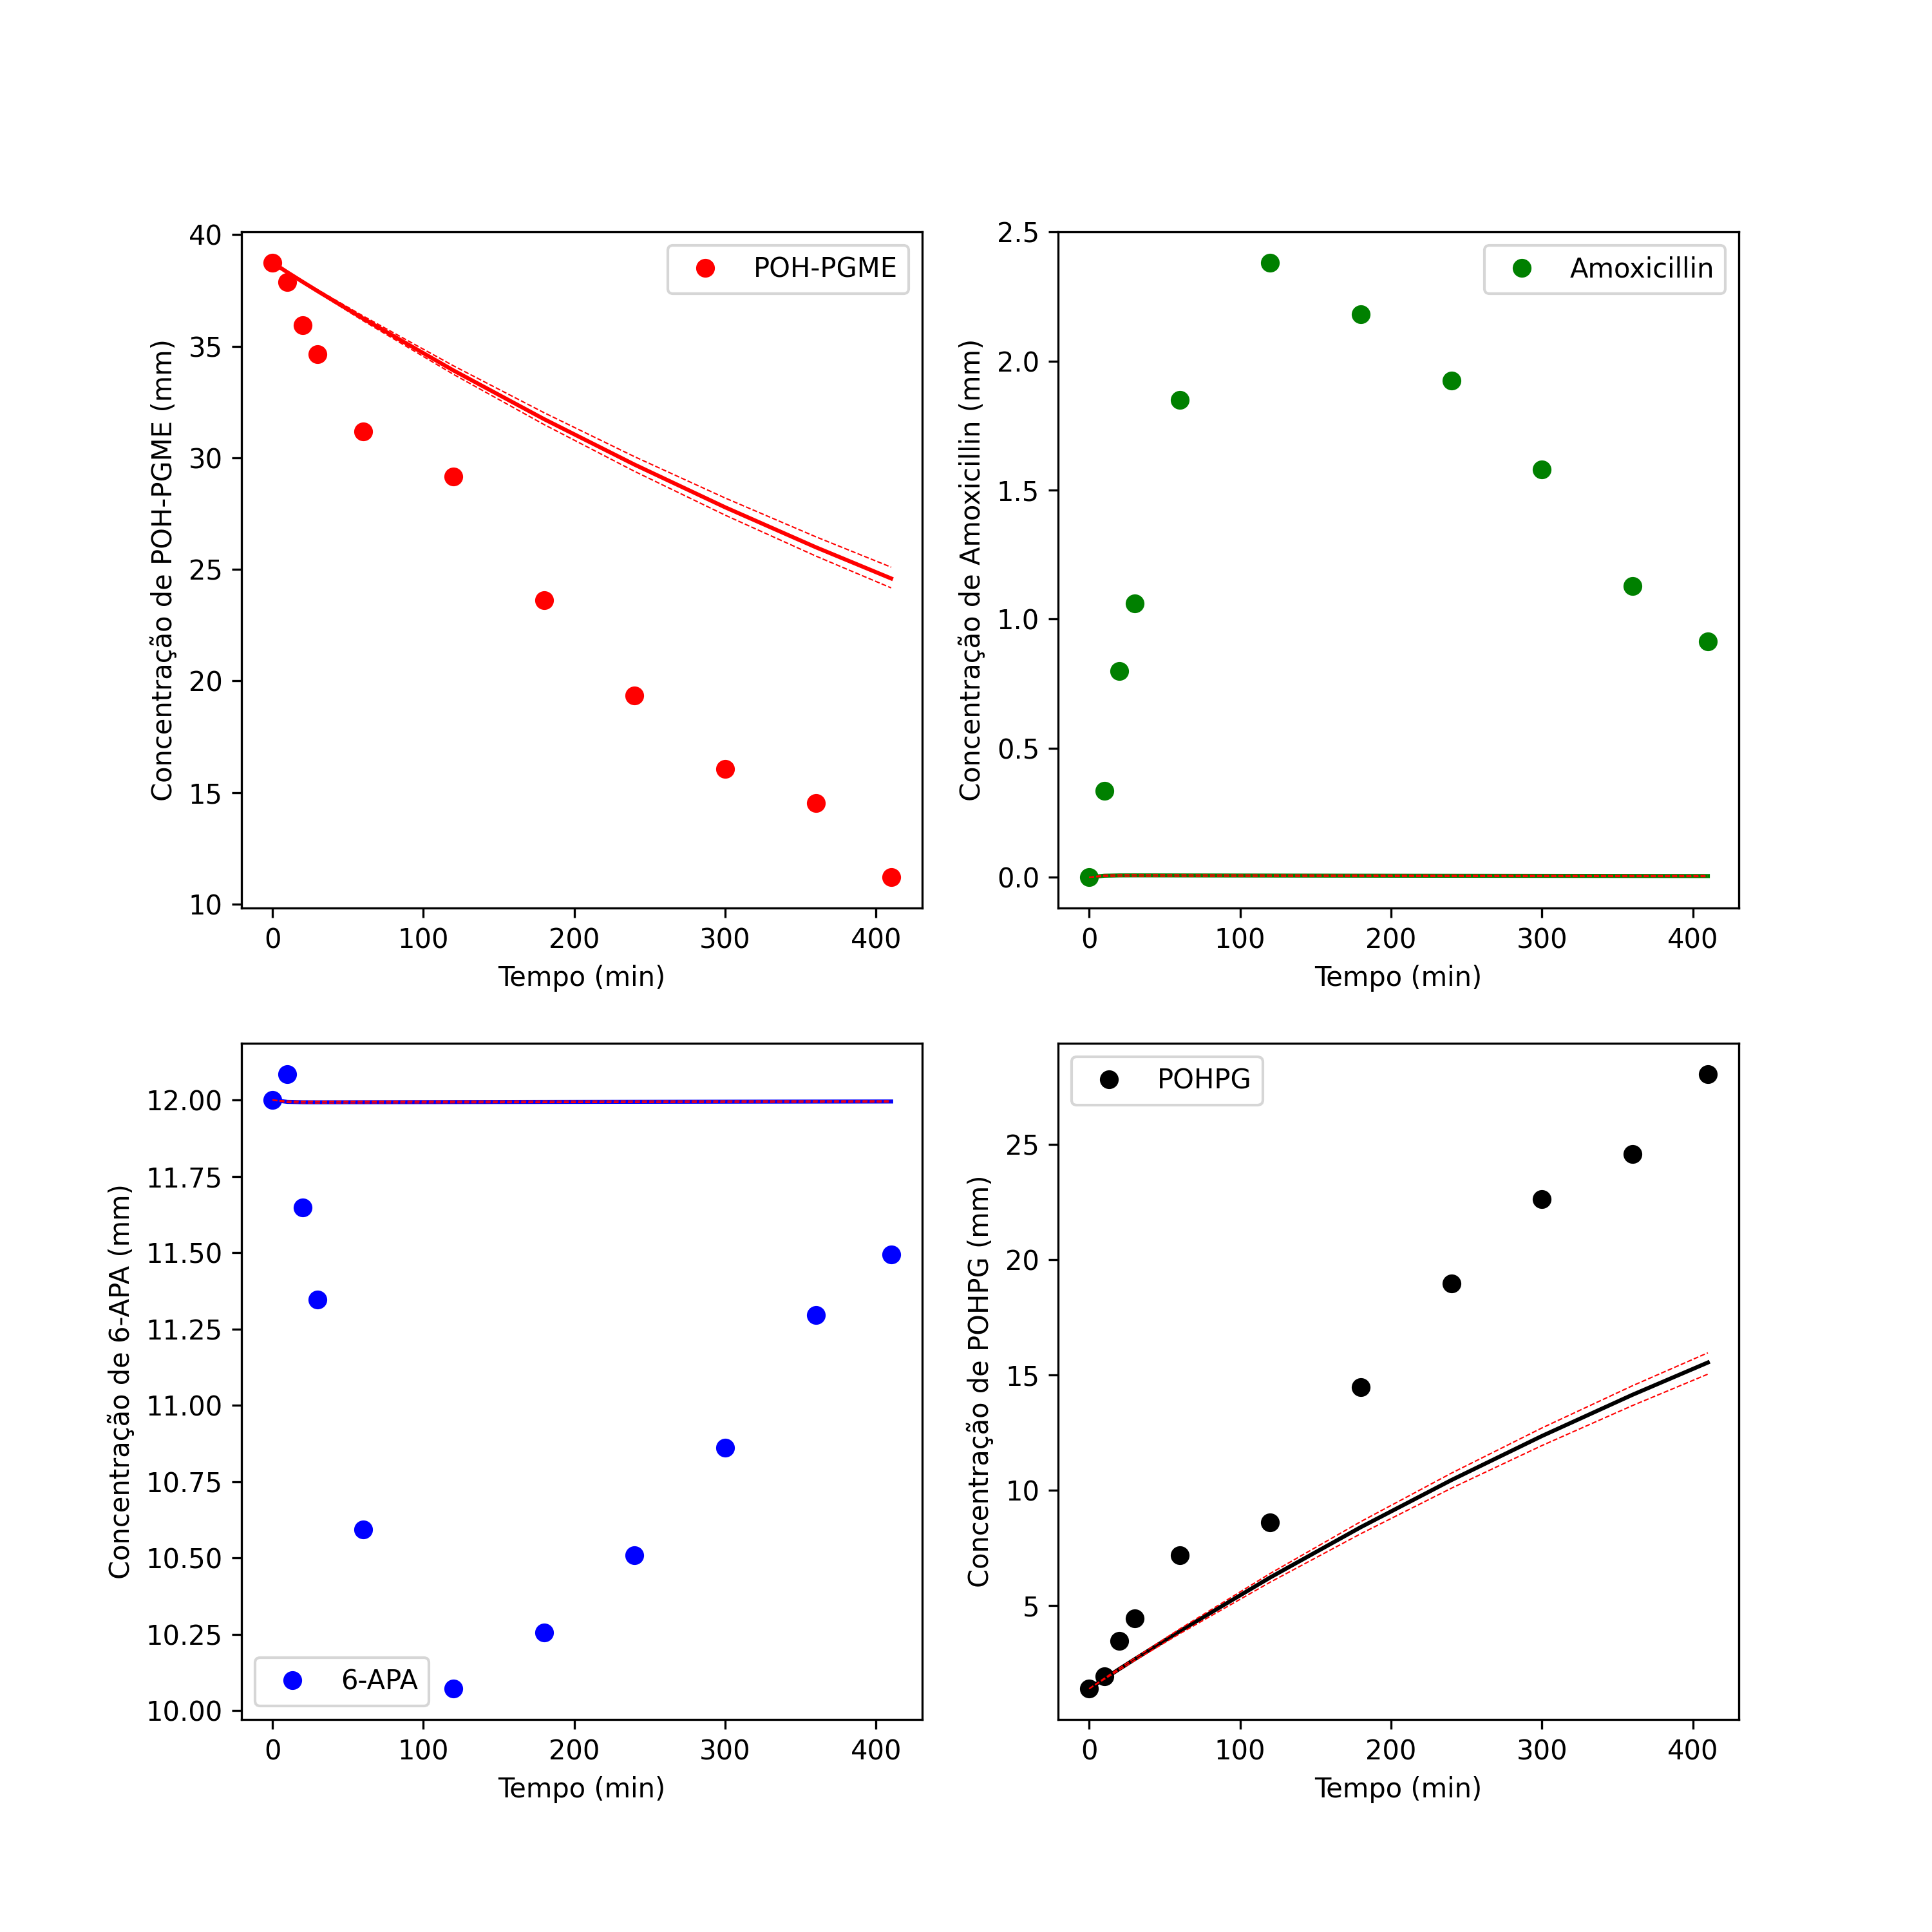 POH-PGME
Concentração de POH-PGME (mm)
40
35
30
25
20
15
10
0 100 200 300 400
Tempo (min)
Amoxicillin
Concentração de Amoxicillin (mm)
2.5
2.0
1.5
1.0
0.5
0.0
0 100 200 300 400
Tempo (min)
Concentração de 6-APA (mm)
12.00
11.75
11.50
11.25
11.00
10.75
10.50
10.25
10.00
6-APA
0 100 200 300 400
Tempo (min)
POHPG
Concentração de POHPG (mm)
25
20
15
10
5
0 100 200 300 400
Tempo (min)